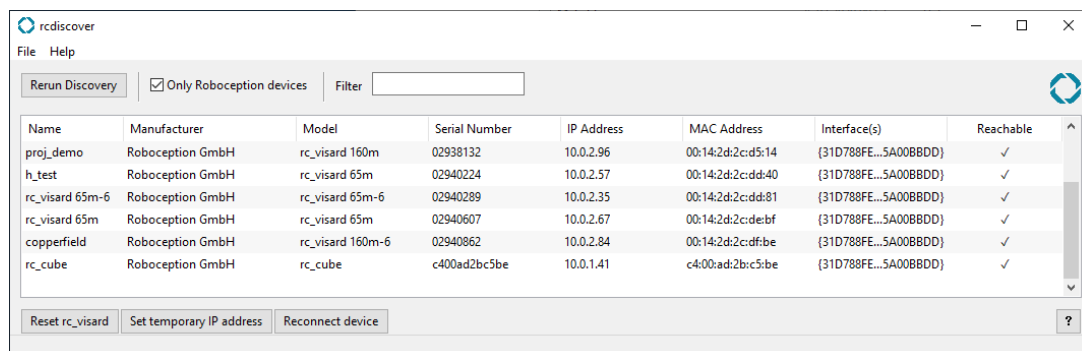 rcdiscover
File Help
Rerun Discovery Only Roboception devices Filter
Name Manufacturer Model Serial Number IP Address MAC Address Interface(s) Reachable
proj_demo Roboception GmbH rc_visard 160m 02938132 10.0.2.96 00:14:2d:2c:d5:14 {31D788FE...5A00BBDD} ✓
h_test Roboception GmbH rc_visard 65m 02940224 10.0.2.57 00:14:2d:2c:dd:40 {31D788FE...5A00BBDD} ✓
rc_visard 65m-6 Roboception GmbH rc_visard 65m-6 02940289 10.0.2.35 00:14:2d:2c:dd:81 {31D788FE...5A00BBDD} ✓
rc_visard 65m Roboception GmbH rc_visard 65m 02940607 10.0.2.67 00:14:2d:2c:de:bf {31D788FE...5A00BBDD} ✓
copperfield Roboception GmbH rc_visard 160m-6 02940862 10.0.2.84 00:14:2d:2c:df:be {31D788FE...5A00BBDD} ✓
rc_cube Roboception GmbH rc_cube c400ad2bc5be 10.0.1.41 c4:00:ad:2b:c5:be {31D788FE...5A00BBDD} ✓
Reset rc_visard Set temporary IP address Reconnect device ?